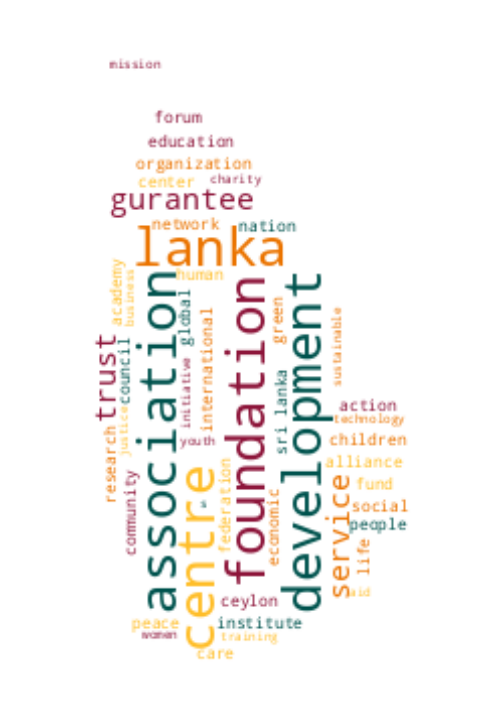 mission
forum
education
organization
center
charity
gurantee
network
nation
lanka
human
academy
business
association
global
international
foundation
green
development
sustainable
trust
council
justice
initiative
sri lanka
action
technology
youth
children
research
community
centre
federation
economic
alliance
service
fund
social
people
life
aid
ceylon
peace
women
institute
training
care